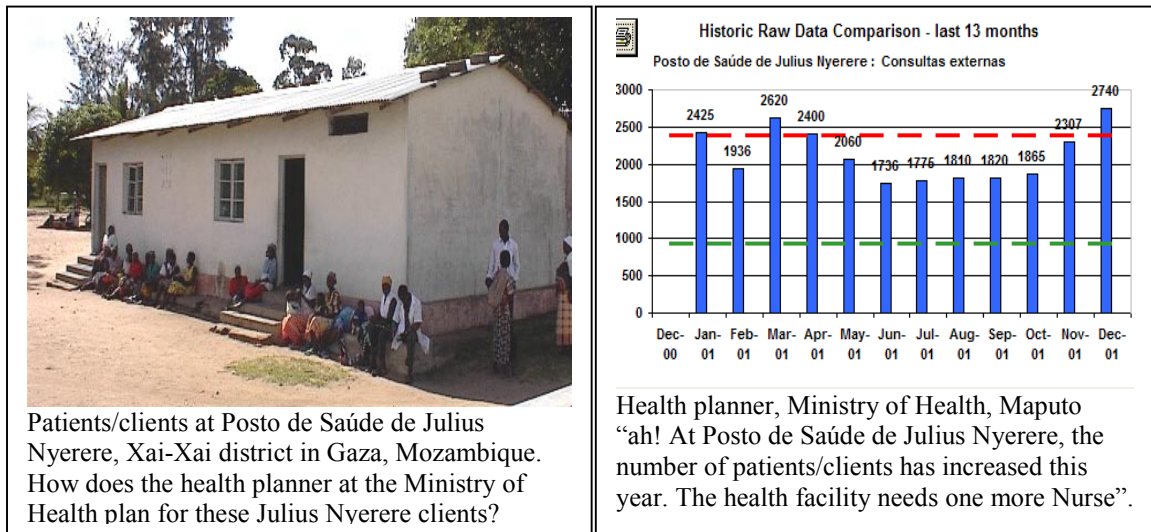 Patients/clients at Posto de Saúde de Julius
Nyerere, Xai-Xai district in Gaza, Mozambique.
How does the health planner at the Ministry of
Health plan for these Julius Nyerere clients?
Historic Raw Data Comparison - last 13 months
Posto de Saúde de Julius Nyerere : Consultas externas
3000
2500
2000
1500
1000
500
0
2425
1936
2620
2400
2060
1736
1775
1810
1820
1865
2307
2740
Dec-00 Jan-01 Feb-01 Mar-01 Apr-01 May-01 Jun-01 Jul-01 Aug-01 Sep-01 Oct-01 Nov-01 Dec-01
Health planner, Ministry of Health, Maputo
“ah! At Posto de Saúde de Julius Nyerere, the
number of patients/clients has increased this
year. The health facility needs one more Nurse”.